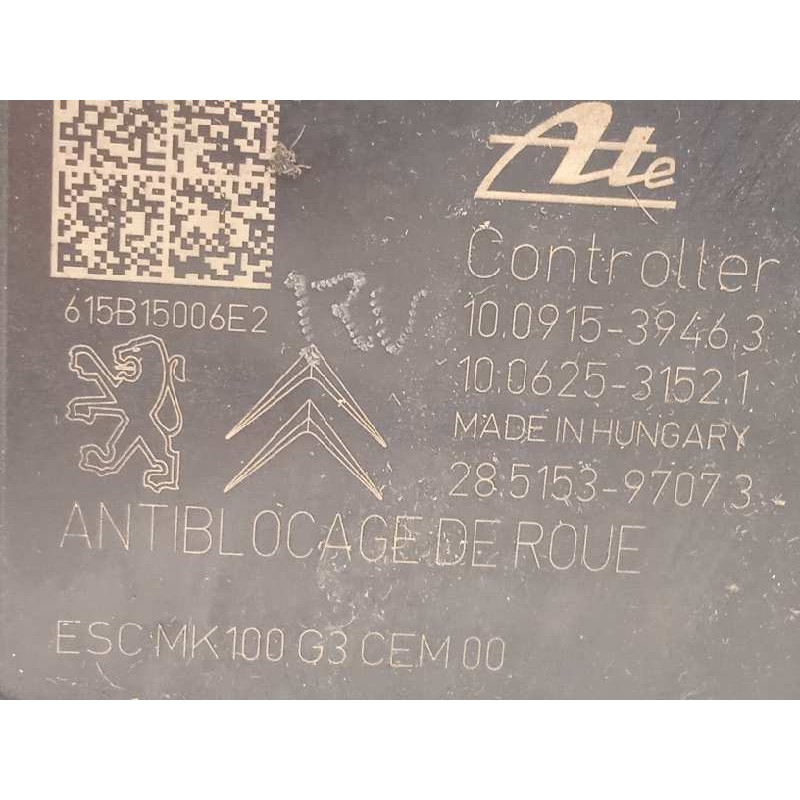 Ate
Controller
615B15006E2
10.0915-3946.3
10.0625-3152.1
MADE IN HUNGARY
28.5153-9707.3
ANTIBLOCAGE DE ROUE
ESC MK100 G3 CEM 00